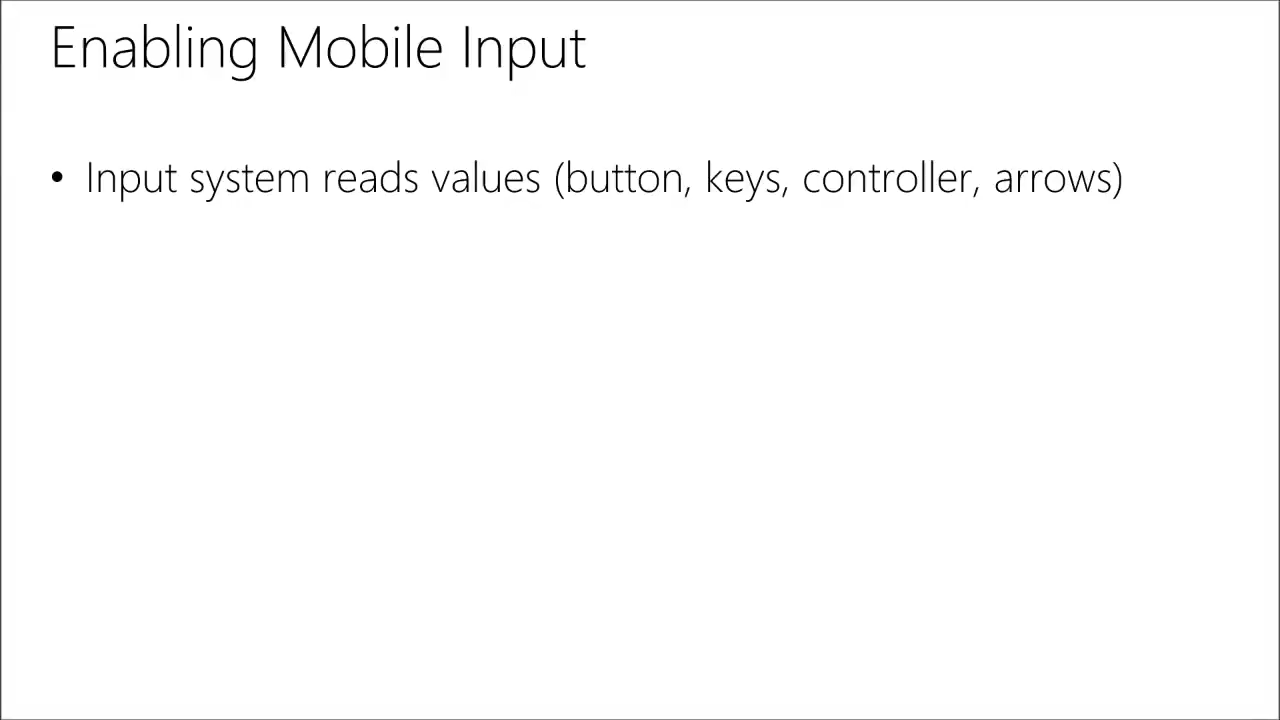 Enabling Mobile Input
• Input system reads values (button, keys, controller, arrows)